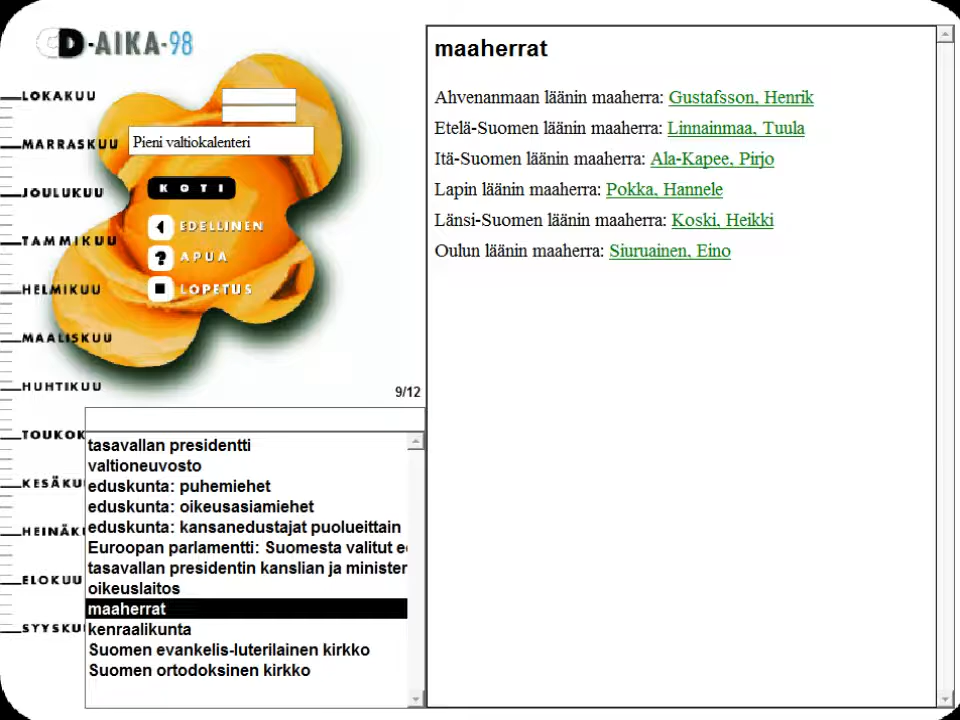 CD-AIKA-98
LOKAKUU
MARRASKUU
JOULUKUU
TAMMIKUU
HELMIKUU
MAALISKUU
HUHTIKUU
TOUKOK
KESÄKU
HEINÄK
ELOKUU
SYYSKU
Pieni valtiokalenteri
KOTI
EDELLINEN
APUA
LOPETUS
9/12
tasavallan presidentti
valtioneuvosto
eduskunta: puhemiehet
eduskunta: oikeusasiamiehet
eduskunta: kansanedustajat puolueittain
Euroopan parlamentti: Suomesta valitut e
tasavallan presidentin kanslian ja minister
oikeuslaitos
maaherrat
kenraalikunta
Suomen evankelis-luterilainen kirkko
Suomen ortodoksinen kirkko
maaherrat
Ahvenanmaan läänin maaherra: Gustafsson, Henrik
Etelä-Suomen läänin maaherra: Linnainmaa, Tuula
Itä-Suomen läänin maaherra: Ala-Kapee, Pirjo
Lapin läänin maaherra: Pokka, Hannele
Länsi-Suomen läänin maaherra: Koski, Heikki
Oulun läänin maaherra: Siuruainen, Eino